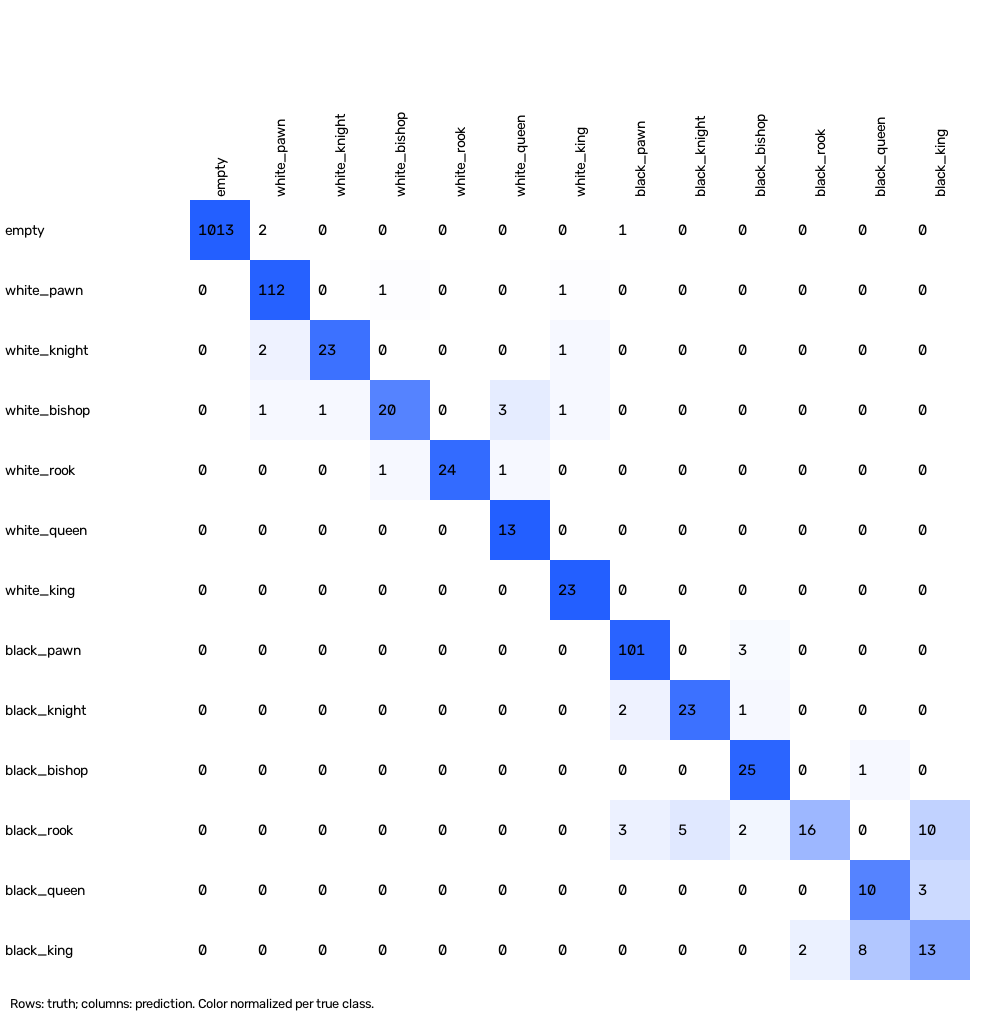 empty white_pawn white_knight white_bishop white_rook white_queen white_king black_pawn black_knight black_bishop black_rook black_queen black_king
empty 1013 2 0 0 0 0 0 1 0 0 0 0 0
white_pawn 0 112 0 1 0 0 1 0 0 0 0 0 0
white_knight 0 2 23 0 0 0 1 0 0 0 0 0 0
white_bishop 0 1 1 20 0 3 1 0 0 0 0 0 0
white_rook 0 0 0 1 24 1 0 0 0 0 0 0 0
white_queen 0 0 0 0 0 13 0 0 0 0 0 0 0
white_king 0 0 0 0 0 0 23 0 0 0 0 0 0
black_pawn 0 0 0 0 0 0 0 101 0 3 0 0 0
black_knight 0 0 0 0 0 0 0 2 23 1 0 0 0
black_bishop 0 0 0 0 0 0 0 0 0 25 0 1 0
black_rook 0 0 0 0 0 0 0 3 5 2 16 0 10
black_queen 0 0 0 0 0 0 0 0 0 0 0 10 3
black_king 0 0 0 0 0 0 0 0 0 0 2 8 13
Rows: truth; columns: prediction. Color normalized per true class.